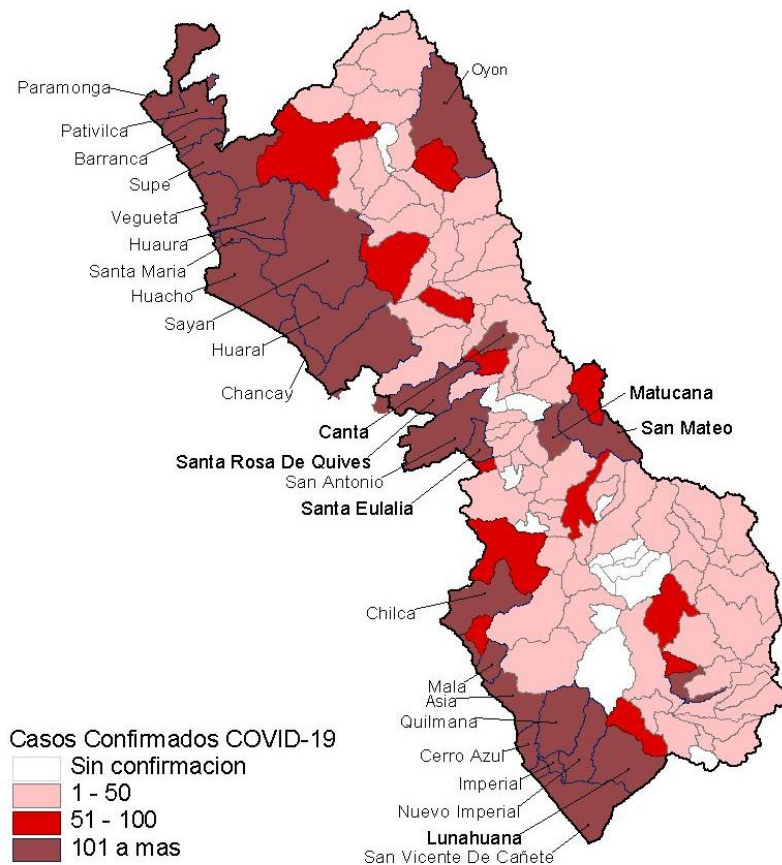 Oyon
Paramonga
Pativilca
Barranca
Supe
Vegueta
Huaura
Santa Maria
Huacho
Sayan
Huaral
Chancay
Matucana
San Mateo
Canta
Santa Rosa De Quives
San Antonio
Santa Eulalia
Chilca
Mala
Asia
Quilmana
Cerro Azul
Imperial
Nuevo Imperial
Lunahuana
San Vicente De Cañete
Casos Confirmados COVID-19
Sin confirmacion
1 - 50
51 - 100
101 a mas